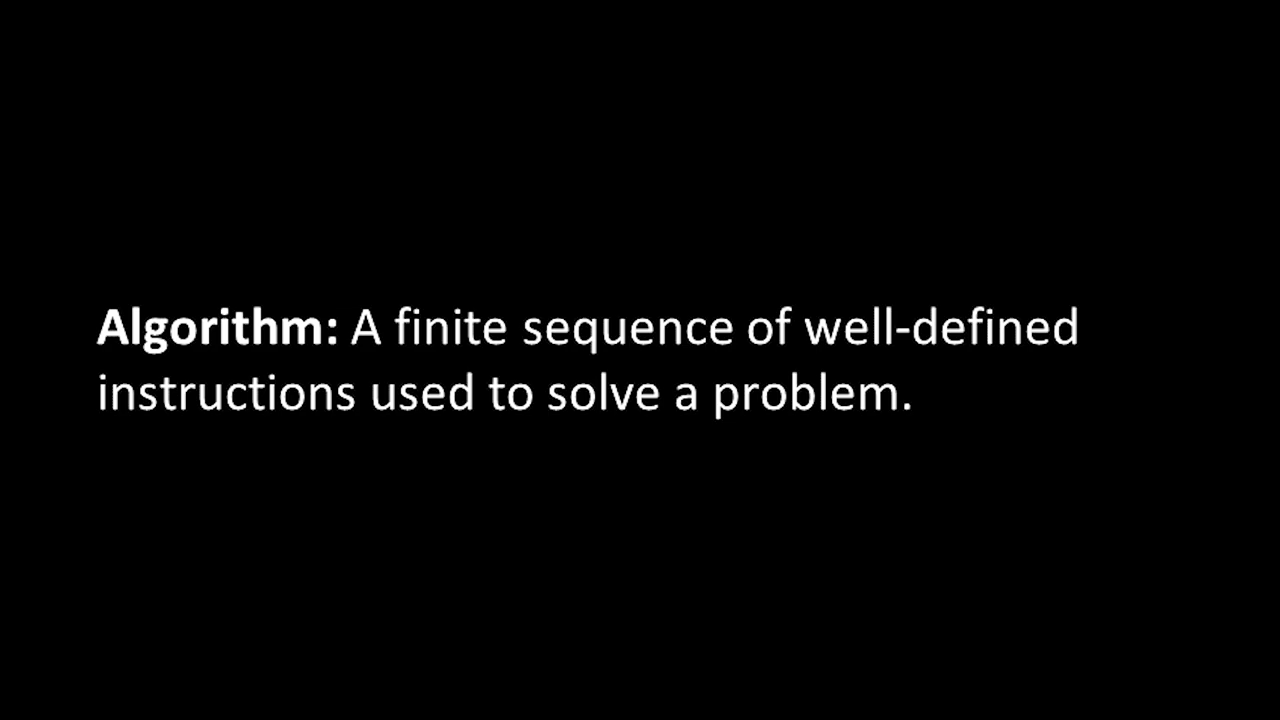 Algorithm: A finite sequence of well-defined
instructions used to solve a problem.